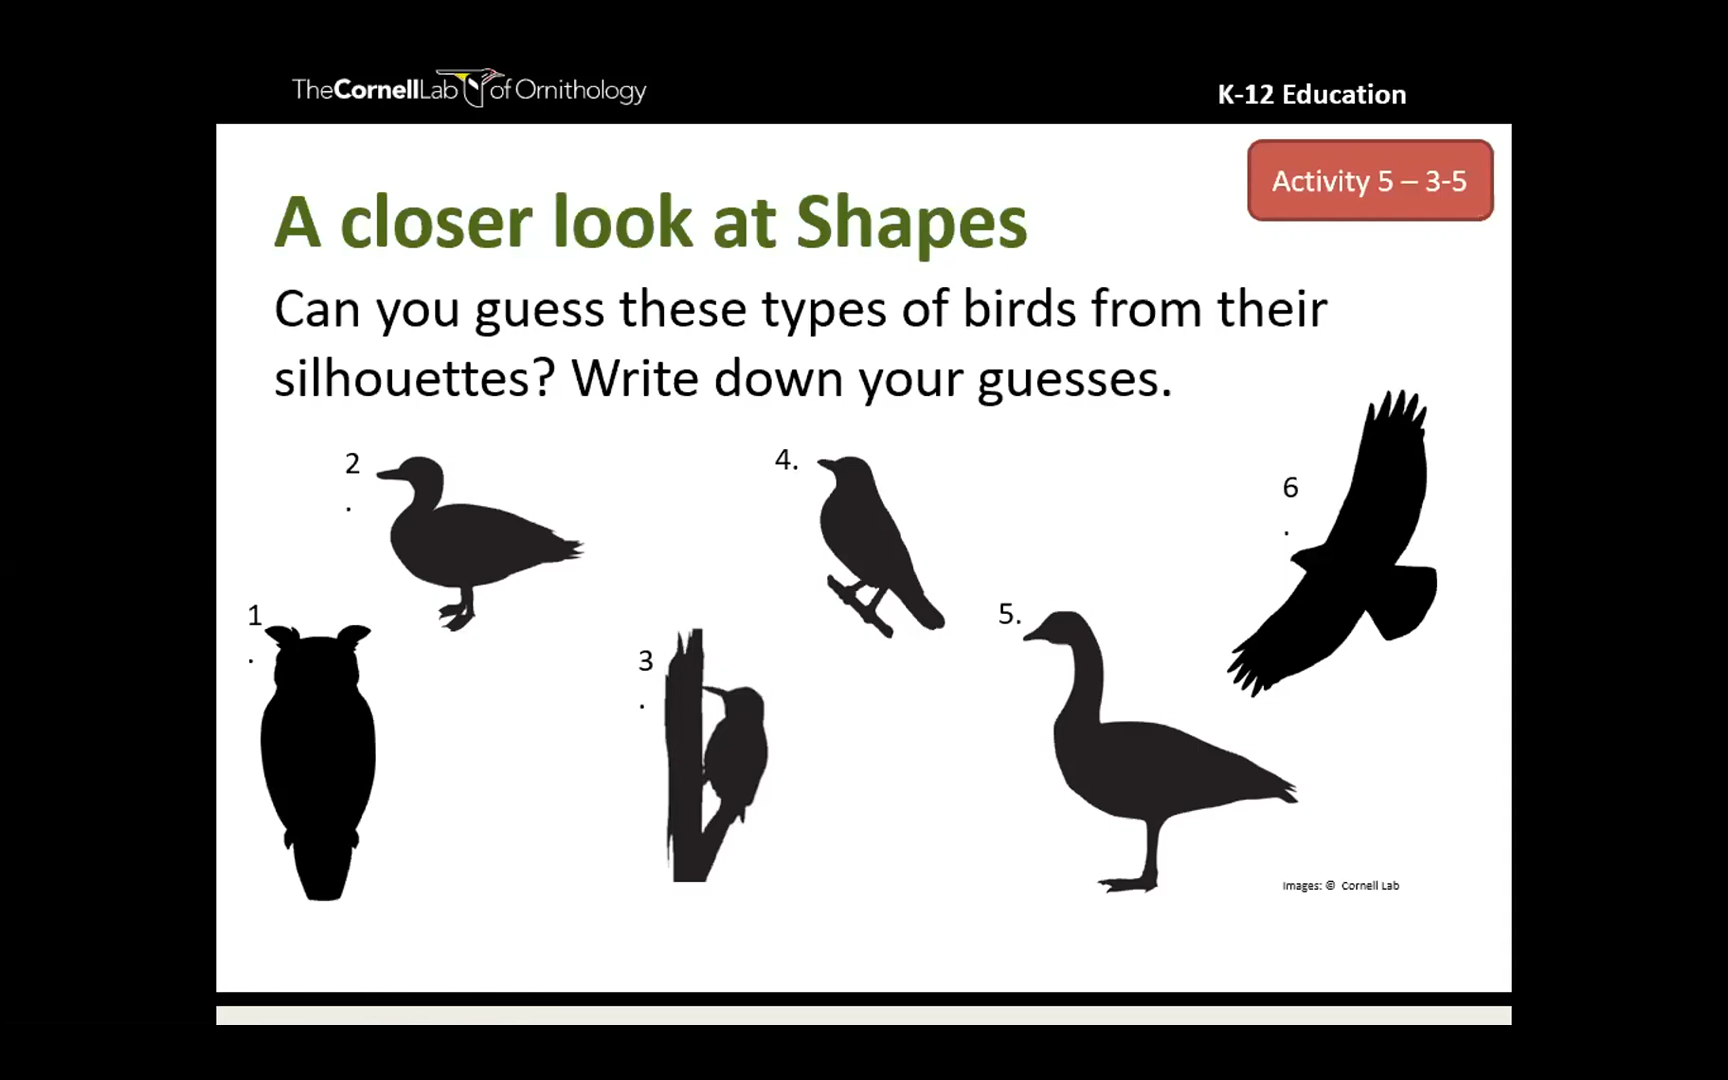 TheCornellLab of Ornithology
K-12 Education
Activity 5 – 3-5
A closer look at Shapes
Can you guess these types of birds from their
silhouettes? Write down your guesses.
1
.
2
.
3
.
4.
5.
6
.
Images: © Cornell Lab